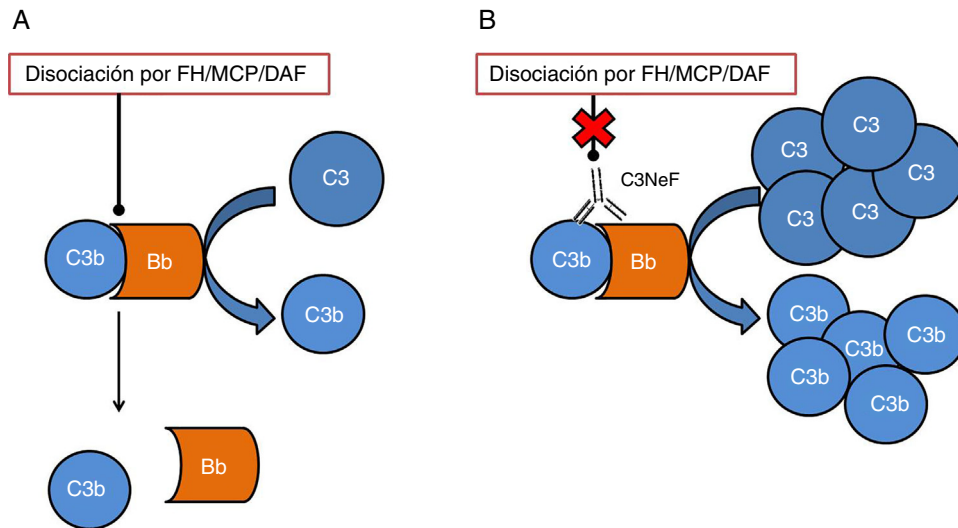 A
Disociación por FH/MCP/DAF
C3
C3b
Bb
C3b
C3b
Bb
B
Disociación por FH/MCP/DAF
C3NeF
C3
C3
C3
C3
C3
C3b
Bb
C3b
C3b
C3b
C3b
C3b